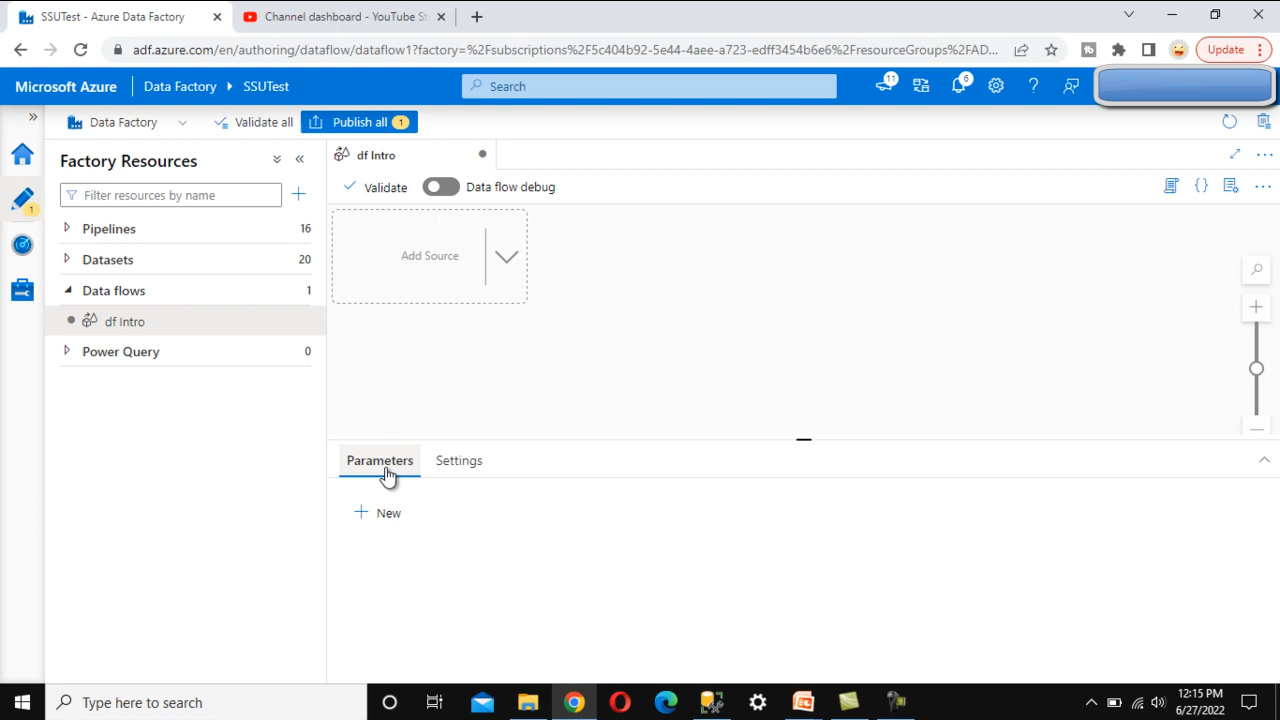 SSUTest - Azure Data Factory
Channel dashboard - YouTube St
adf.azure.com/en/authoring/dataflow/dataflow1?factory=%2Fsubscriptions%2F5c404b92-5e44-4aee-a723-edff3454b6e6%2FresourceGroups%2FAD...
Update
Microsoft Azure
Data Factory
SSUTest
Search
11
6
Data Factory
Validate all
Publish all
1
Factory Resources
Filter resources by name
1
Pipelines 16
Datasets 20
Data flows 1
df Intro
Power Query 0
df Intro
Validate
Data flow debug
Add Source
Parameters
Settings
New
Type here to search
12:15 PM
6/27/2022